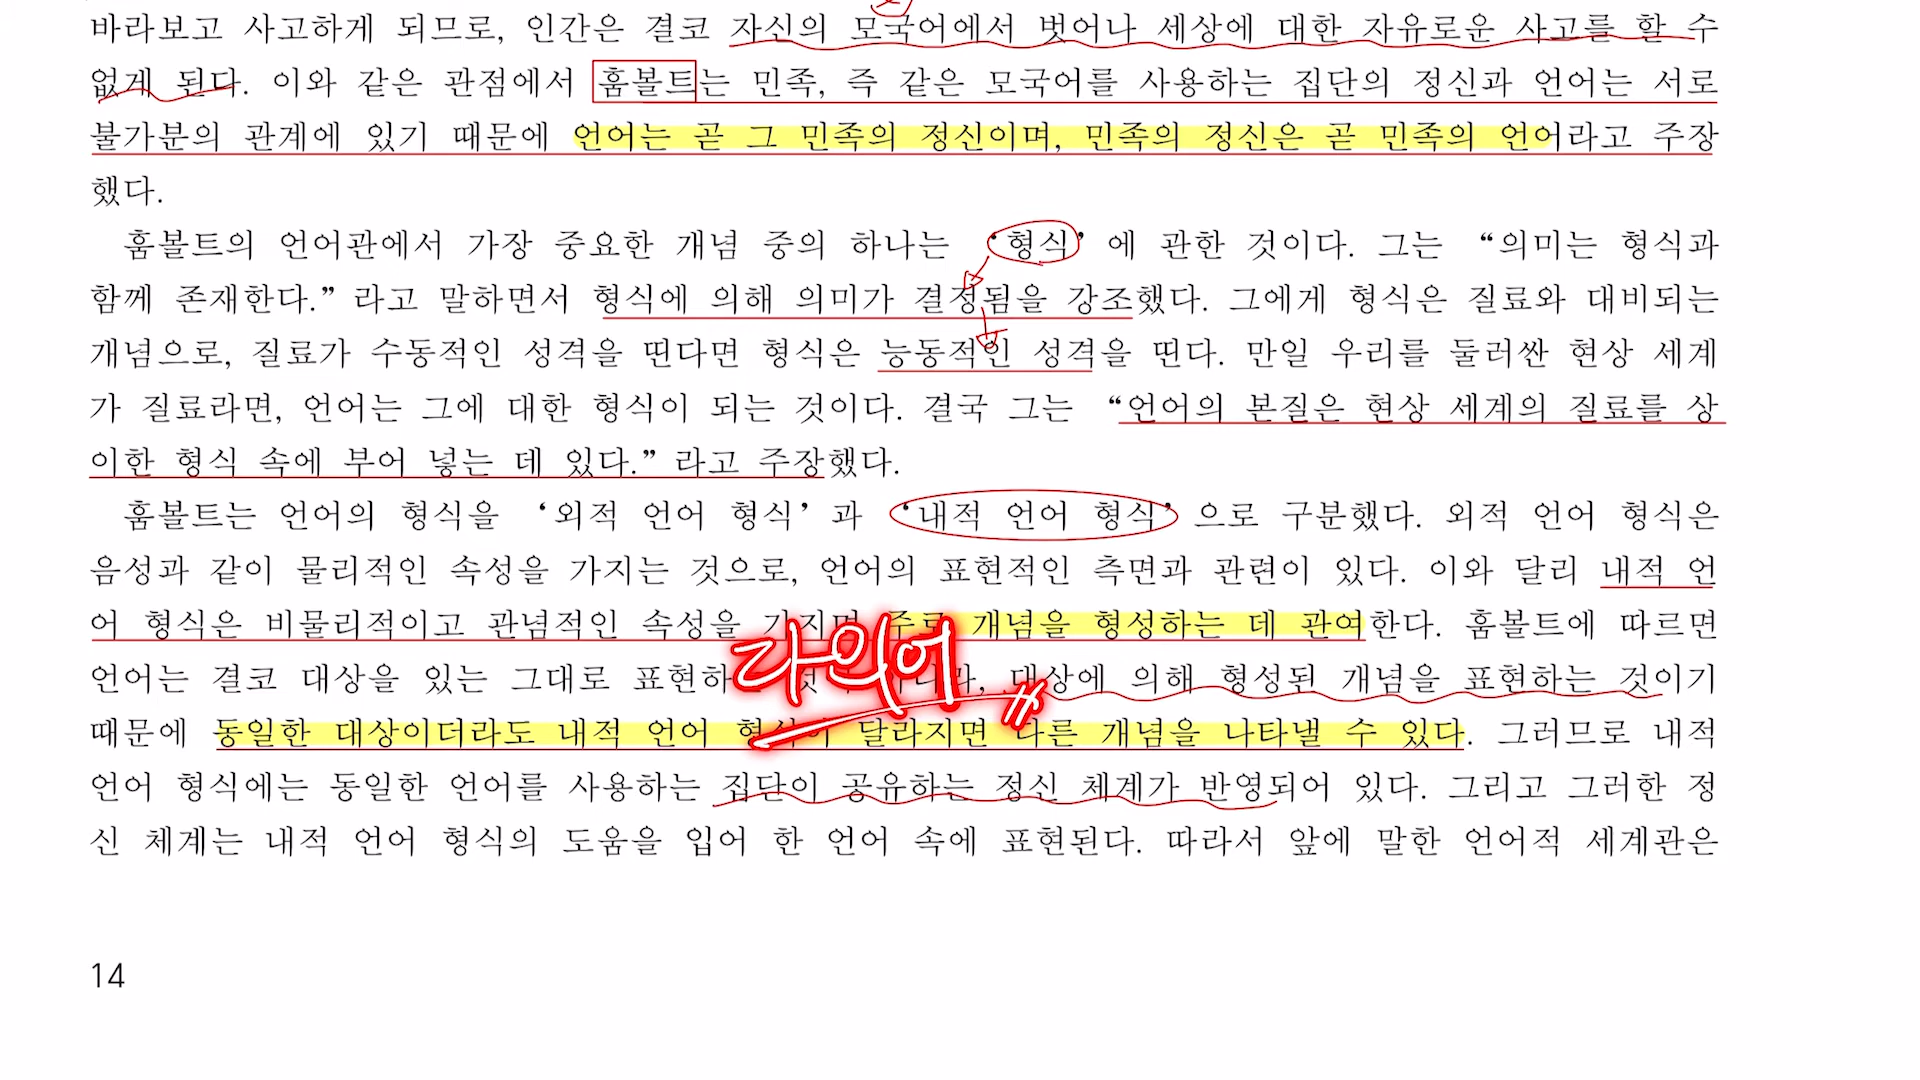 바라보고 사고하게 되므로, 인간은 결코 자신의 모국어에서 벗어나 세상에 대한 자유로운 사고를 할 수
없게 된다. 이와 같은 관점에서 훔볼트는 민족, 즉 같은 모국어를 사용하는 집단의 정신과 언어는 서로
불가분의 관계에 있기 때문에 언어는 곧 그 민족의 정신이며, 민족의 정신은 곧 민족의 언어라고 주장
했다.
훔볼트의 언어관에서 가장 중요한 개념 중의 하나는 ‘형식’에 관한 것이다. 그는 “의미는 형식과
함께 존재한다.”라고 말하면서 형식에 의해 의미가 결정됨을 강조했다. 그에게 형식은 질료와 대비되는
개념으로, 질료가 수동적인 성격을 띤다면 형식은 능동적인 성격을 띤다. 만일 우리를 둘러싼 현상 세계
가 질료라면, 언어는 그에 대한 형식이 되는 것이다. 결국 그는 “언어의 본질은 현상 세계의 질료를 상
이한 형식 속에 부어 넣는 데 있다.”라고 주장했다.
훔볼트는 언어의 형식을 ‘외적 언어 형식’과 ‘내적 언어 형식’으로 구분했다. 외적 언어 형식은
음성과 같이 물리적인 속성을 가지는 것으로, 언어의 표현적인 측면과 관련이 있다. 이와 달리 내적 언
어 형식은 비물리적이고 관념적인 속성을 가지며 주로 개념을 형성하는 데 관여한다. 훔볼트에 따르면
다의어
언어는 결코 대상을 있는 그대로 표현하는 것이 아니라, 대상에 의해 형성된 개념을 표현하는 것이기
때문에 동일한 대상이더라도 내적 언어 형식이 달라지면 다른 개념을 나타낼 수 있다. 그러므로 내적
언어 형식에는 동일한 언어를 사용하는 집단이 공유하는 정신 체계가 반영되어 있다. 그리고 그러한 정
신 체계는 내적 언어 형식의 도움을 입어 한 언어 속에 표현된다. 따라서 앞에 말한 언어적 세계관은
14